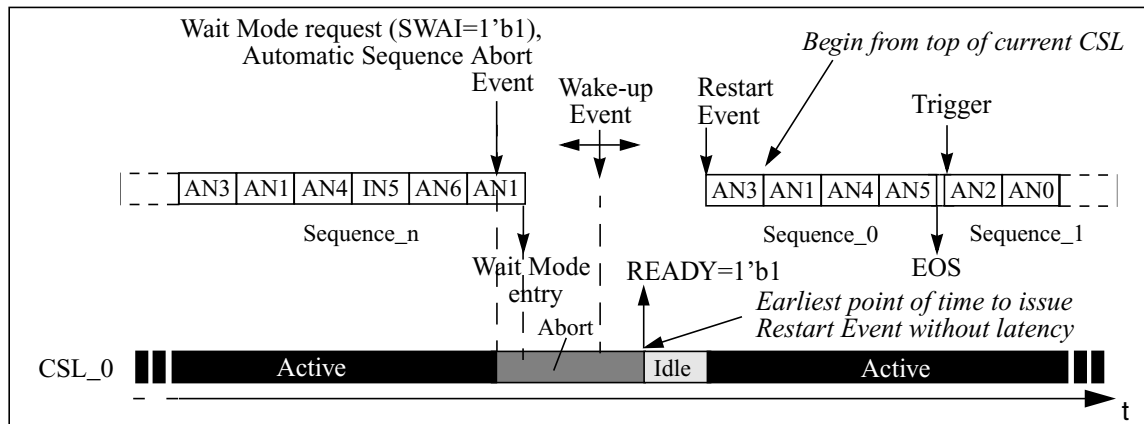 Wait Mode request (SWAI=1'b1),
Automatic Sequence Abort
Event
Wake-up
Event
Restart
Event
Begin from top of current CSL
Trigger
AN3 AN1 AN4 IN5 AN6 AN1
AN3 AN1 AN4 AN5 AN2 AN0
Sequence_n
Sequence_0
Sequence_1
Wait Mode
entry
READY=1'b1
EOS
Earliest point of time to issue
Restart Event without latency
Abort
CSL_0
Active
Idle
Active
t